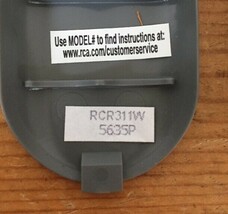 Use MODEL# to find instructions at:
www.rca.com/customerservice
RCR311W
5635P